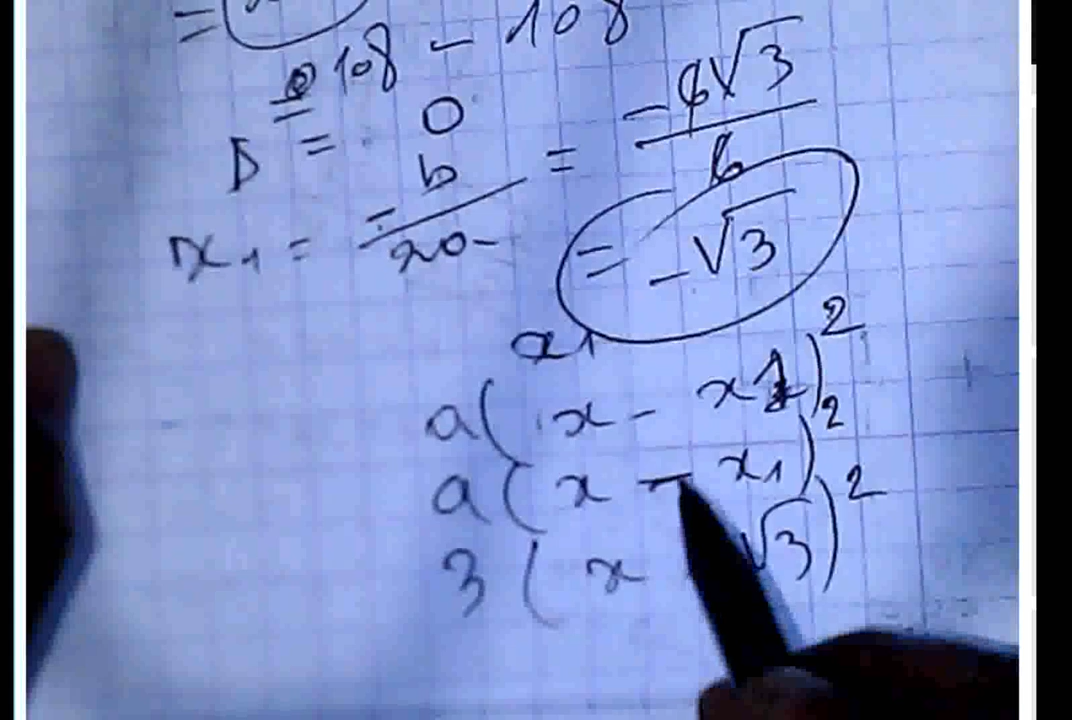 = 108 - 108
Δ = 0
x₁ = -b/2a = -6√3/6
= -√3
x₁
a(x - x₁)²
a(x - x₁)²
3(x √3)²